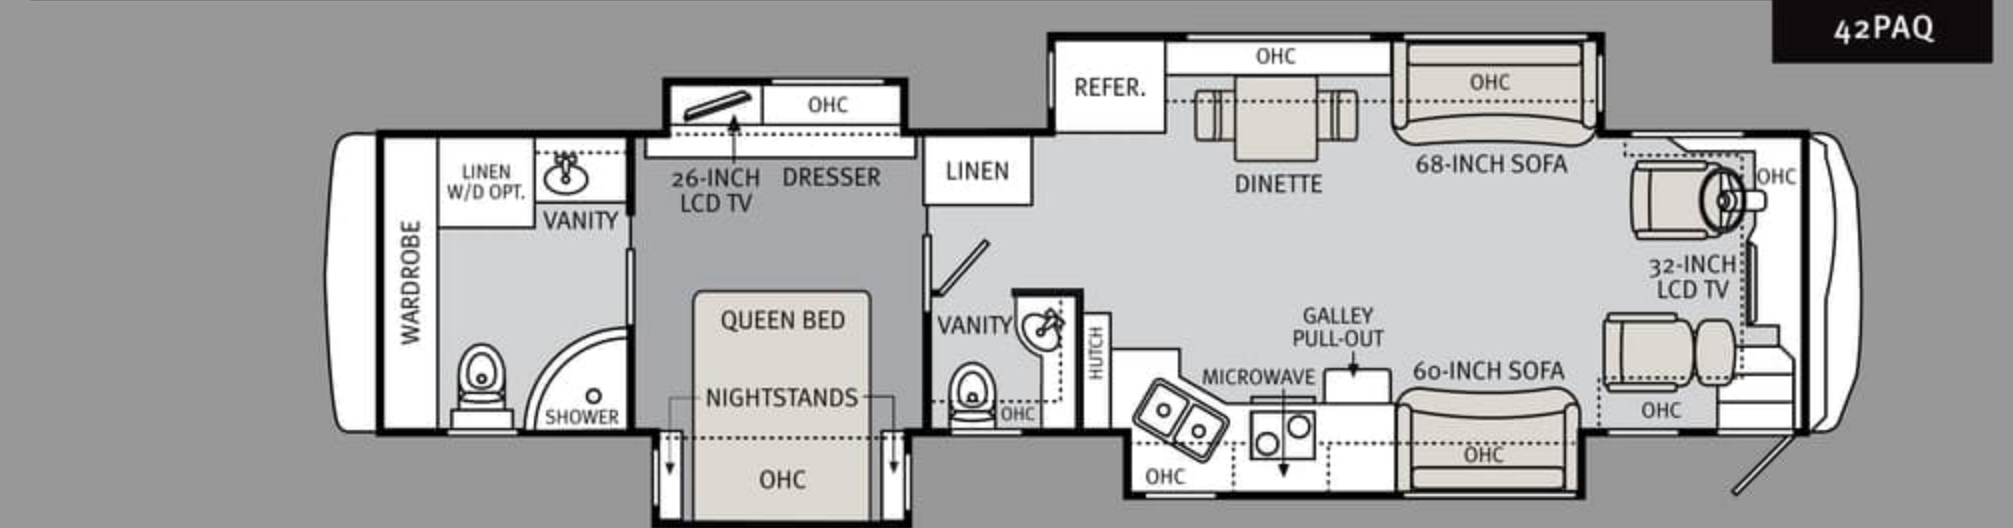 42PAQ
OHC
REFER.
OHC
OHC
LINEN
W/D OPT.
LINEN
68-INCH SOFA
26-INCH
LCD TV
DRESSER
DINETTE
OHC
VANITY
WARDROBE
32-INCH
LCD TV
QUEEN BED
VANITY
GALLEY
PULL-OUT
HUTCH
MICROWAVE
60-INCH SOFA
NIGHTSTANDS
SHOWER
OHC
OHC
OHC
OHC
OHC